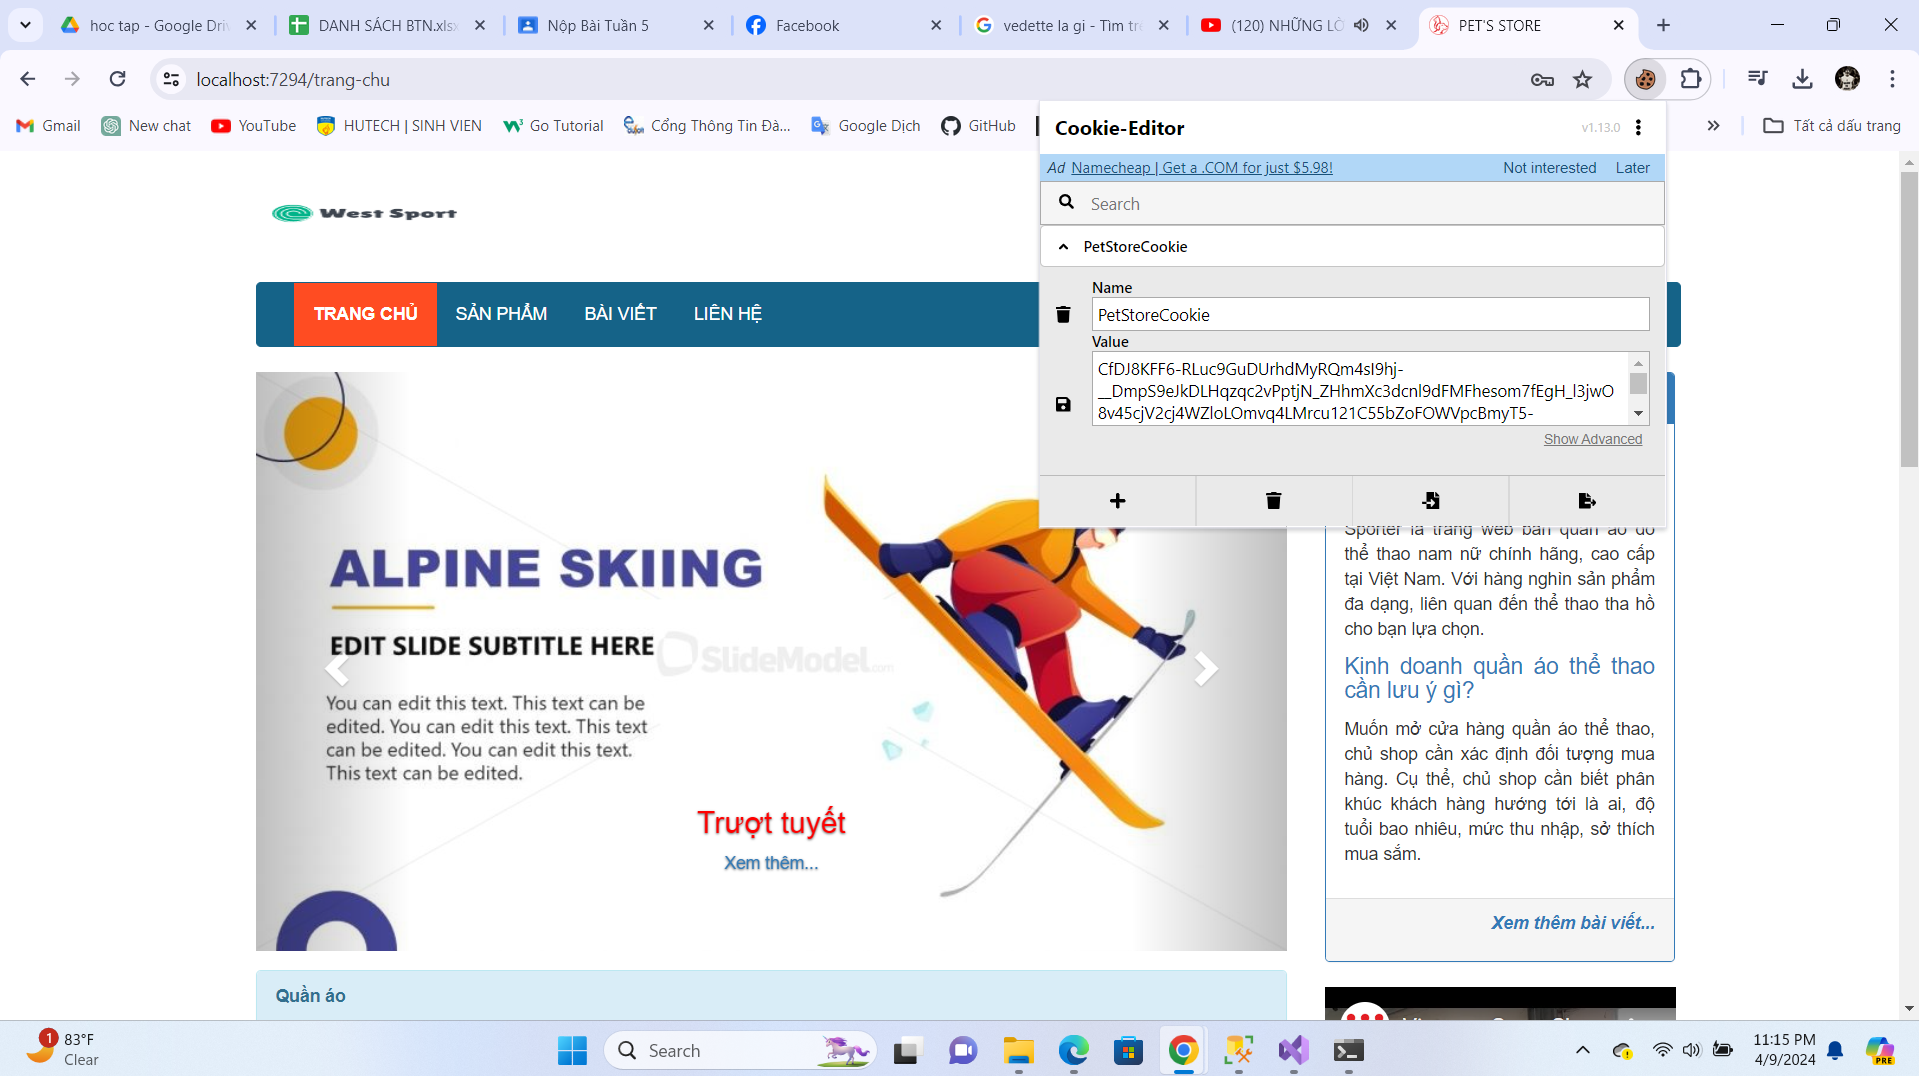 hoc tap - Google Driv
DANH SÁCH BTN.xlsx
Nộp Bài Tuần 5
Facebook
vedette la gi - Tìm trê
(120) NHỮNG LÒ
PET'S STORE
localhost:7294/trang-chu
Gmail
New chat
YouTube
HUTECH | SINH VIEN
Go Tutorial
Cổng Thông Tin Đà...
Google Dịch
GitHub
Tất cả dấu trang
Cookie-Editor
v1.13.0
Ad Namecheap | Get a .COM for just $5.98!
Not interested
Later
Search
PetStoreCookie
Name
PetStoreCookie
Value
CfDJ8KFF6-RLuc9GuDUrhdMyRQm4sI9hj-
__DmpS9eJkDLHqzqc2vPptjN_ZHhmXc3dcnI9dFMFhesom7fEgH_l3jwO
8v45cjV2cj4WZloLOmvq4LMrcu121C55bZoFOWVpcBmyT5-
Show Advanced
West Sport
TRANG CHỦ
SẢN PHẨM
BÀI VIẾT
LIÊN HỆ
ALPINE SKIING
EDIT SLIDE SUBTITLE HERE
SlideModel.com
You can edit this text. This text can be
edited. You can edit this text. This text
can be edited. You can edit this text.
This text can be edited.
Trượt tuyết
Xem thêm...
Sporter là trang web bán quần áo đồ
thể thao nam nữ chính hãng, cao cấp
tại Việt Nam. Với hàng nghìn sản phẩm
đa dạng, liên quan đến thể thao tha hồ
cho bạn lựa chọn.
Kinh doanh quần áo thể thao
cần lưu ý gì?
Muốn mở cửa hàng quần áo thể thao,
chủ shop cần xác định đối tượng mua
hàng. Cụ thể, chủ shop cần biết phân
khúc khách hàng hướng tới là ai, độ
tuổi bao nhiêu, mức thu nhập, sở thích
mua sắm.
Xem thêm bài viết...
Quần áo
1
83°F
Clear
Search
11:15 PM
4/9/2024
PRE